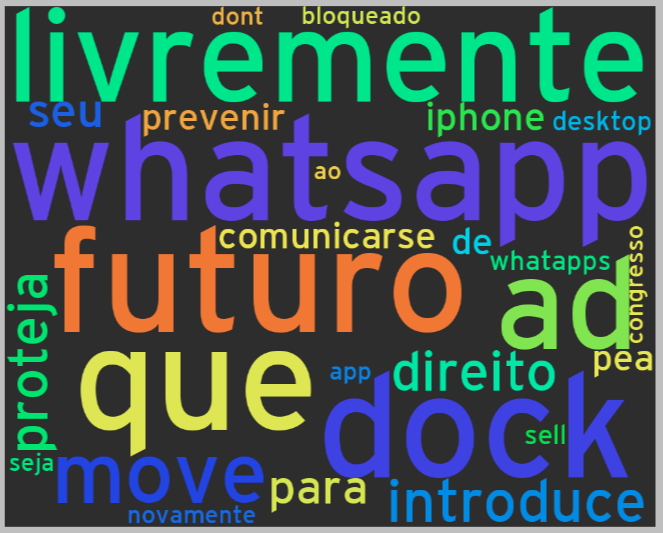 dont bloqueado
livremente
seu prevenir iphone desktop
whatsapp
ao
comunicarse de
whatapps
congresso
futuro
ad
proteja
que
app direito pea
dock
sell
seja move para introduce
novamente